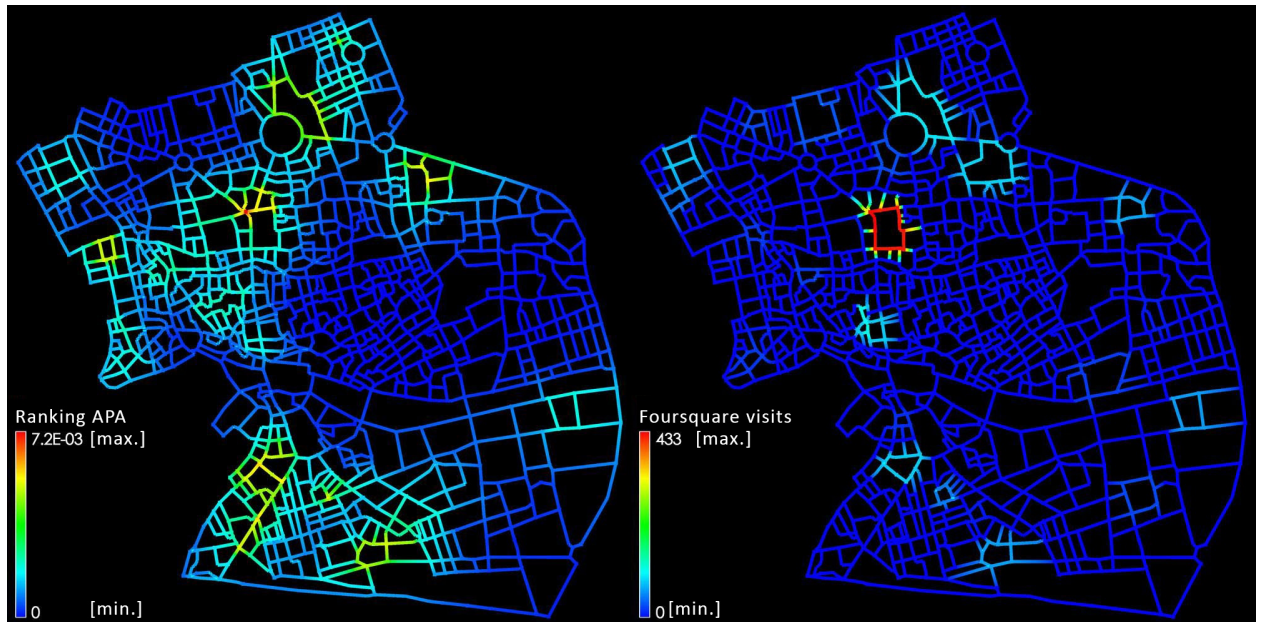 Ranking APA
7.2E-03 [max.]
0 [min.]
Foursquare visits
433 [max.]
0 [min.]